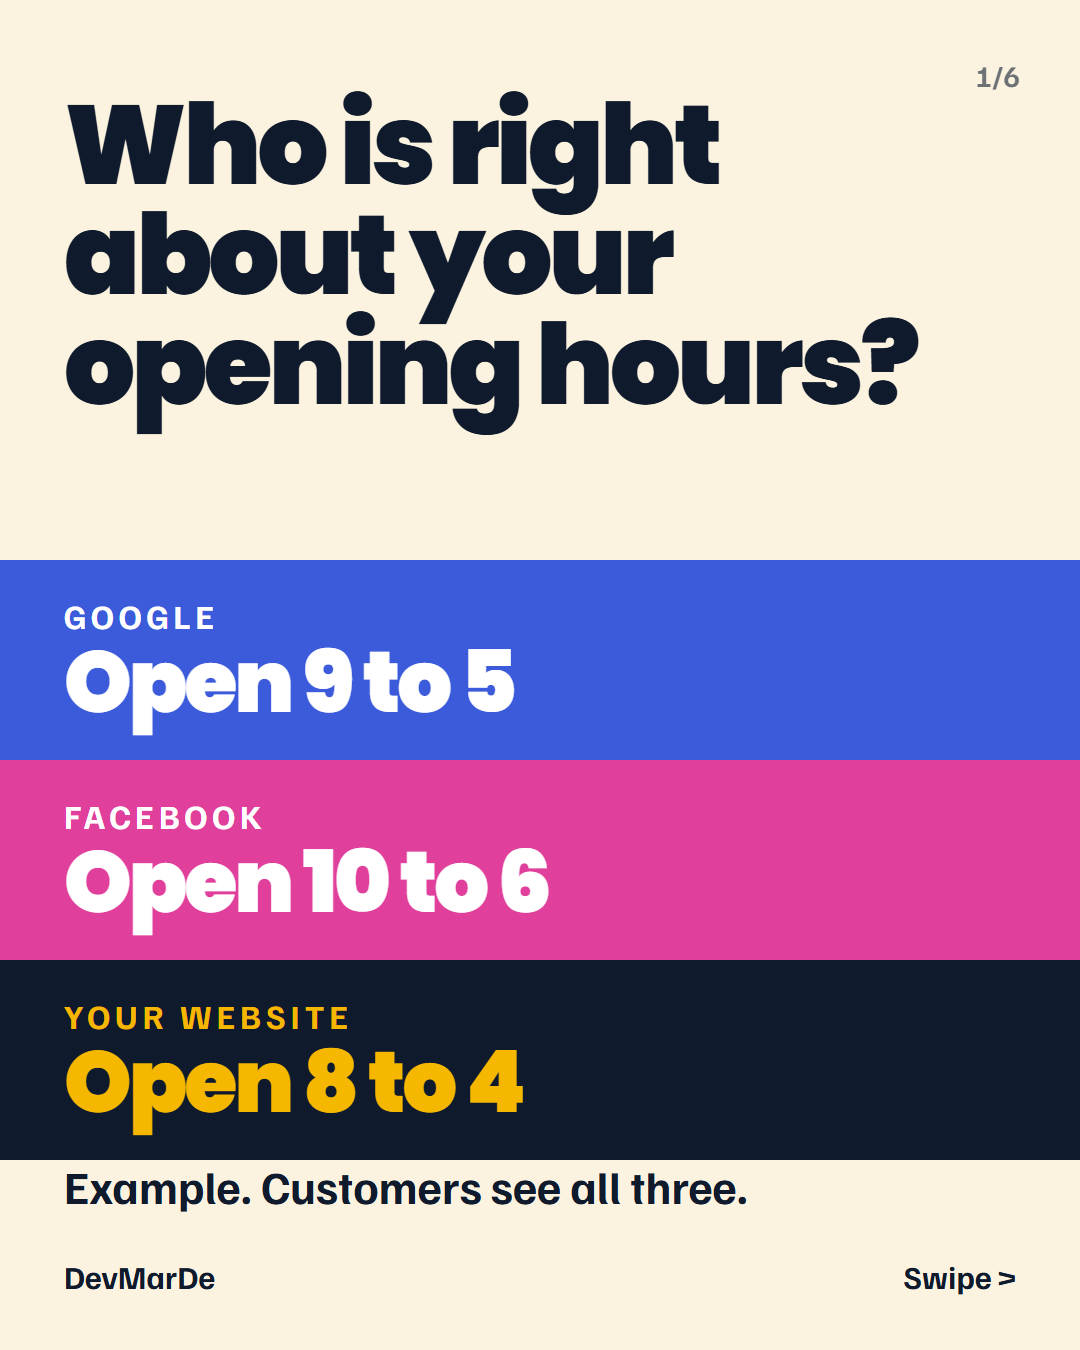 1/6
Who is right
about your
opening hours?
GOOGLE
Open 9 to 5
FACEBOOK
Open 10 to 6
YOUR WEBSITE
Open 8 to 4
Example. Customers see all three.
DevMarDe
Swipe >